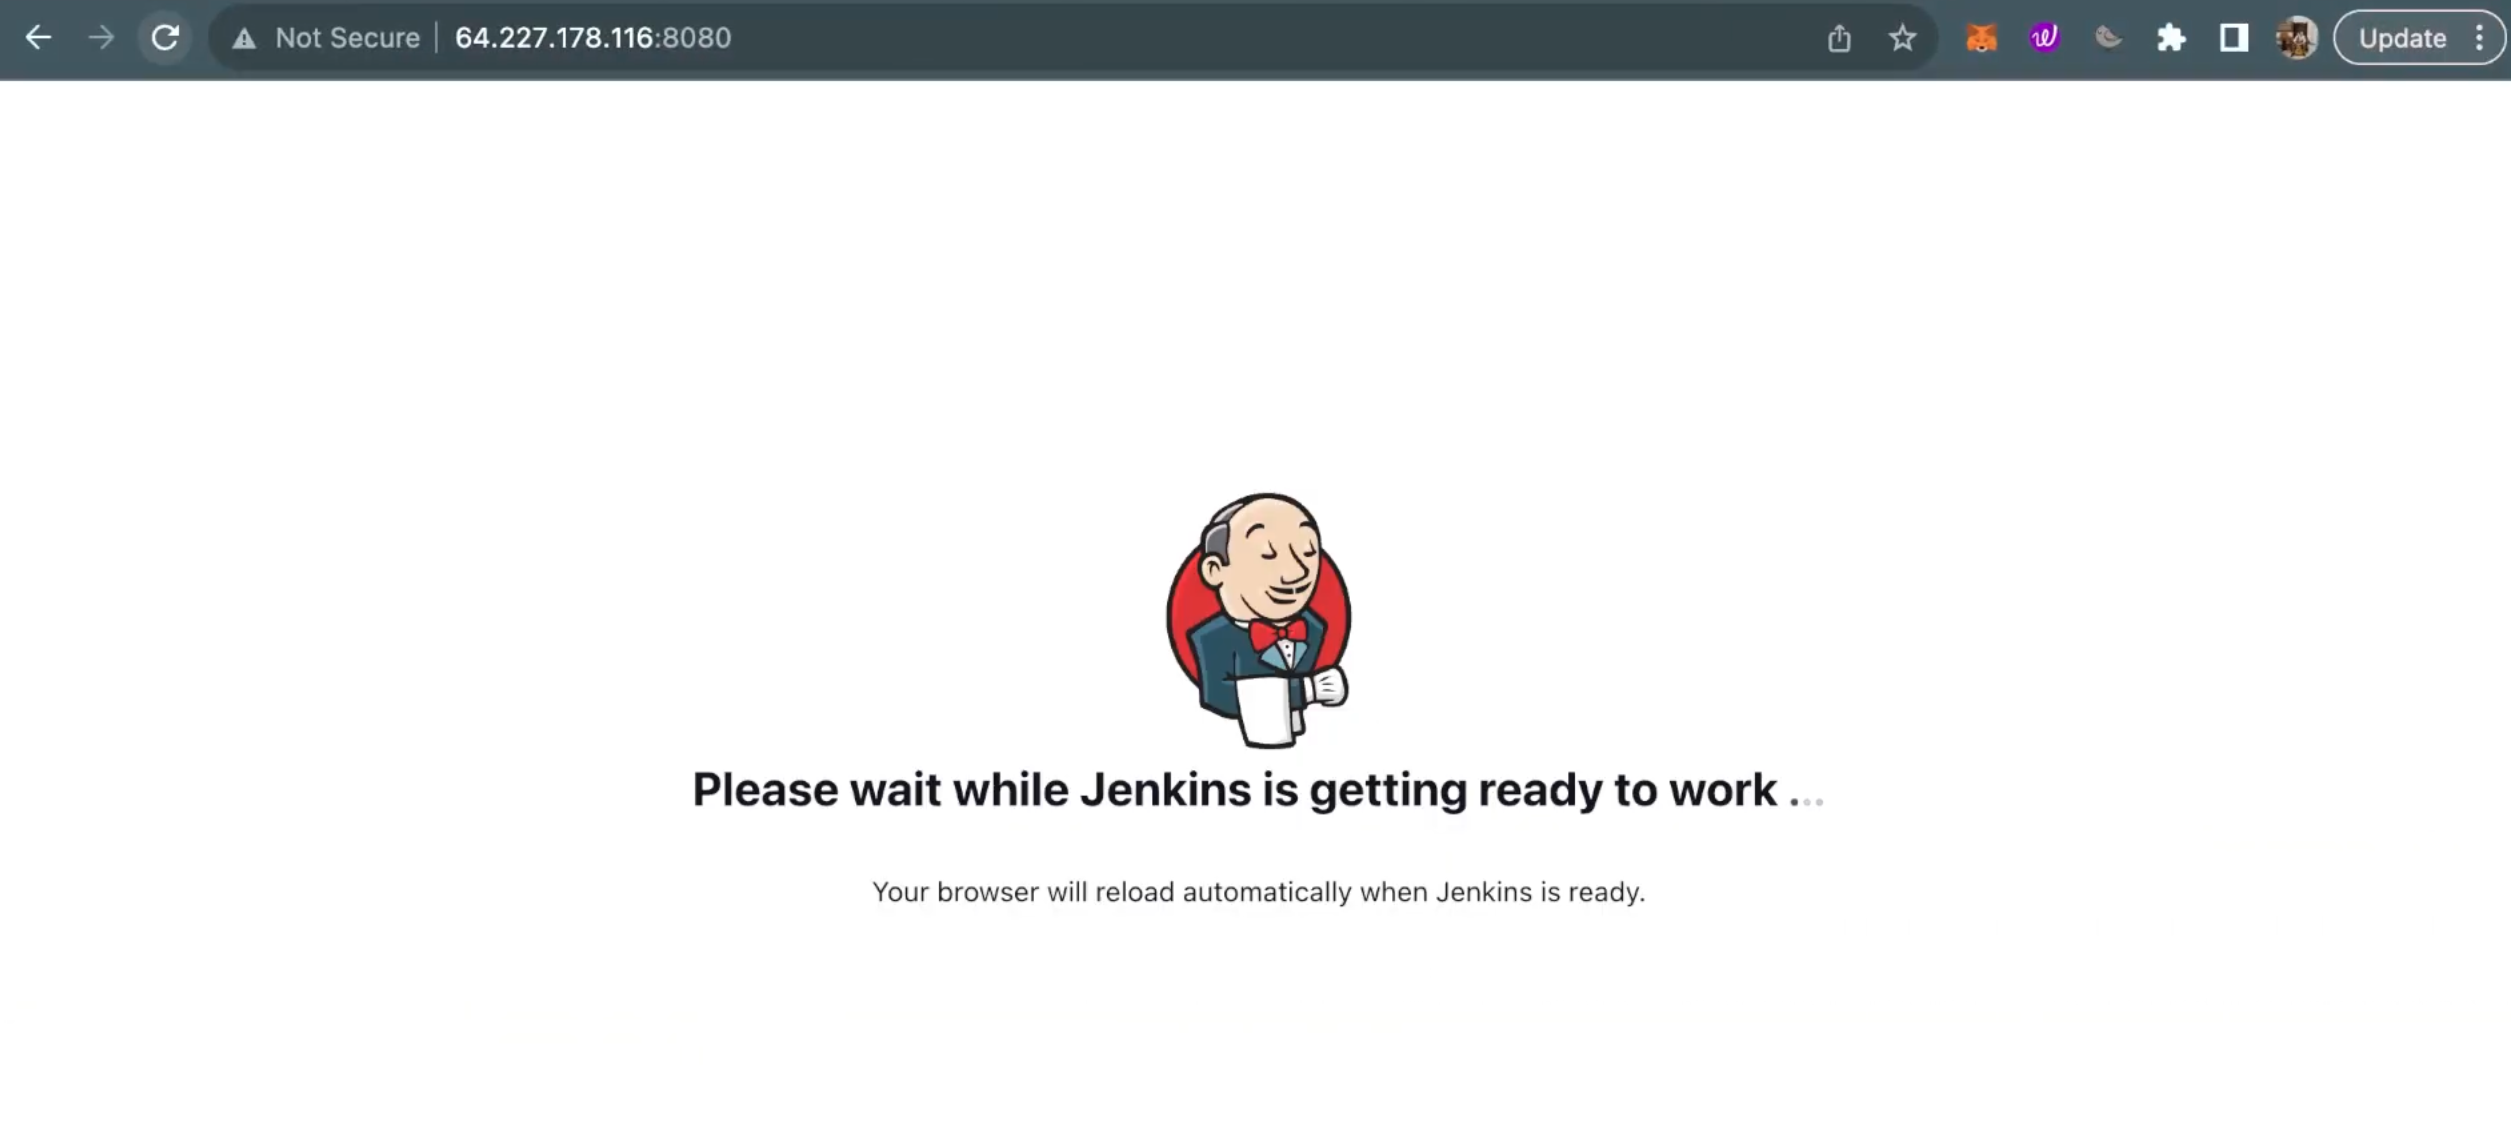 Not Secure 64.227.178.116:8080 Update
Please wait while Jenkins is getting ready to work ...
Your browser will reload automatically when Jenkins is ready.